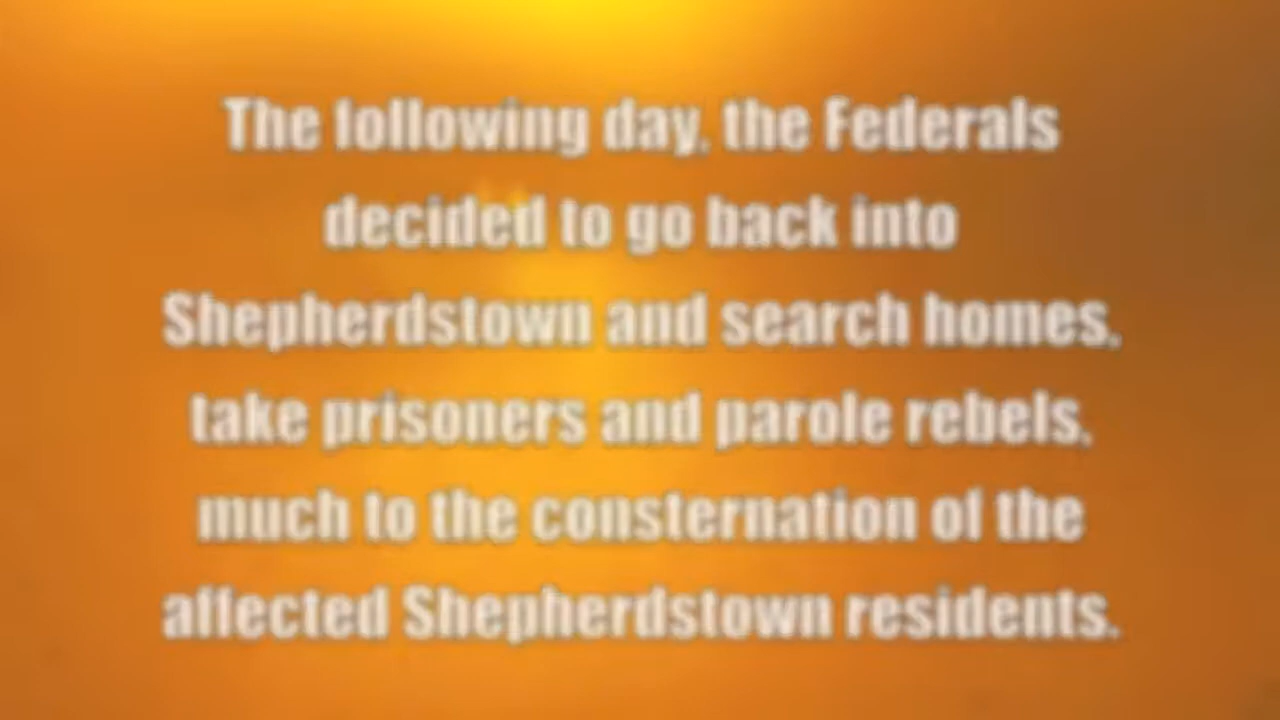 The following day, the Federals
decided to go back into
Shepherdstown and search homes,
take prisoners and parole rebels,
much to the consternation of the
affected Shepherdstown residents.